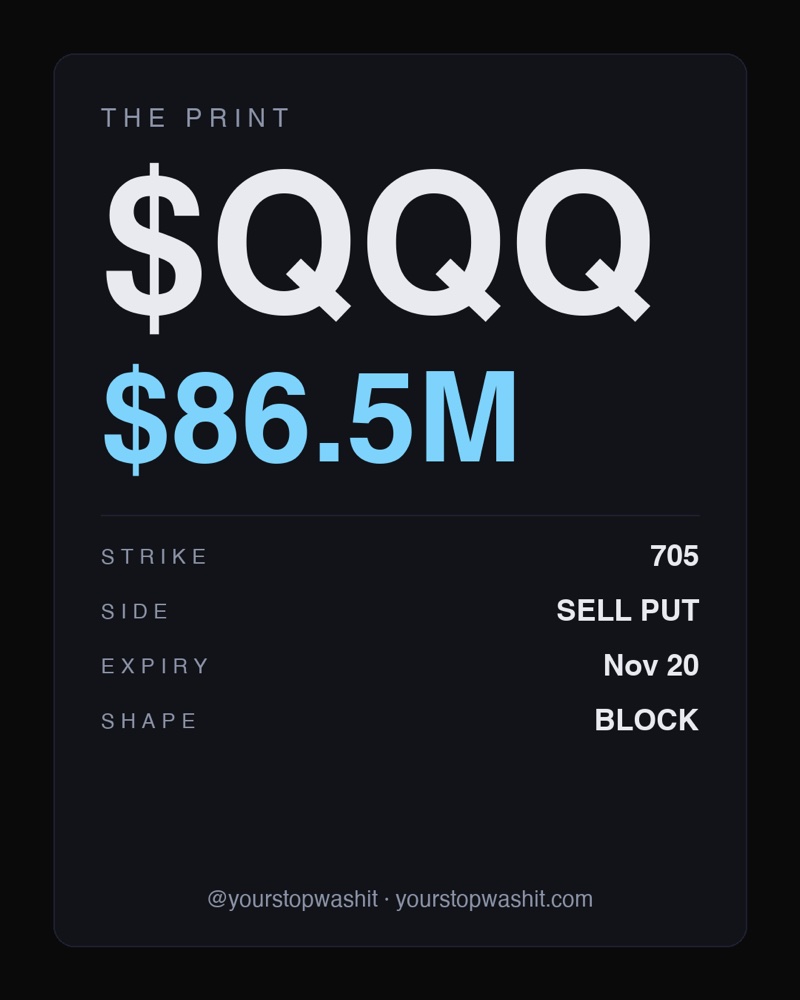 THE PRINT
$QQQ
$86.5M
STRIKE 705
SIDE SELL PUT
EXPIRY Nov 20
SHAPE BLOCK
@yourstopwashit · yourstopwashit.com